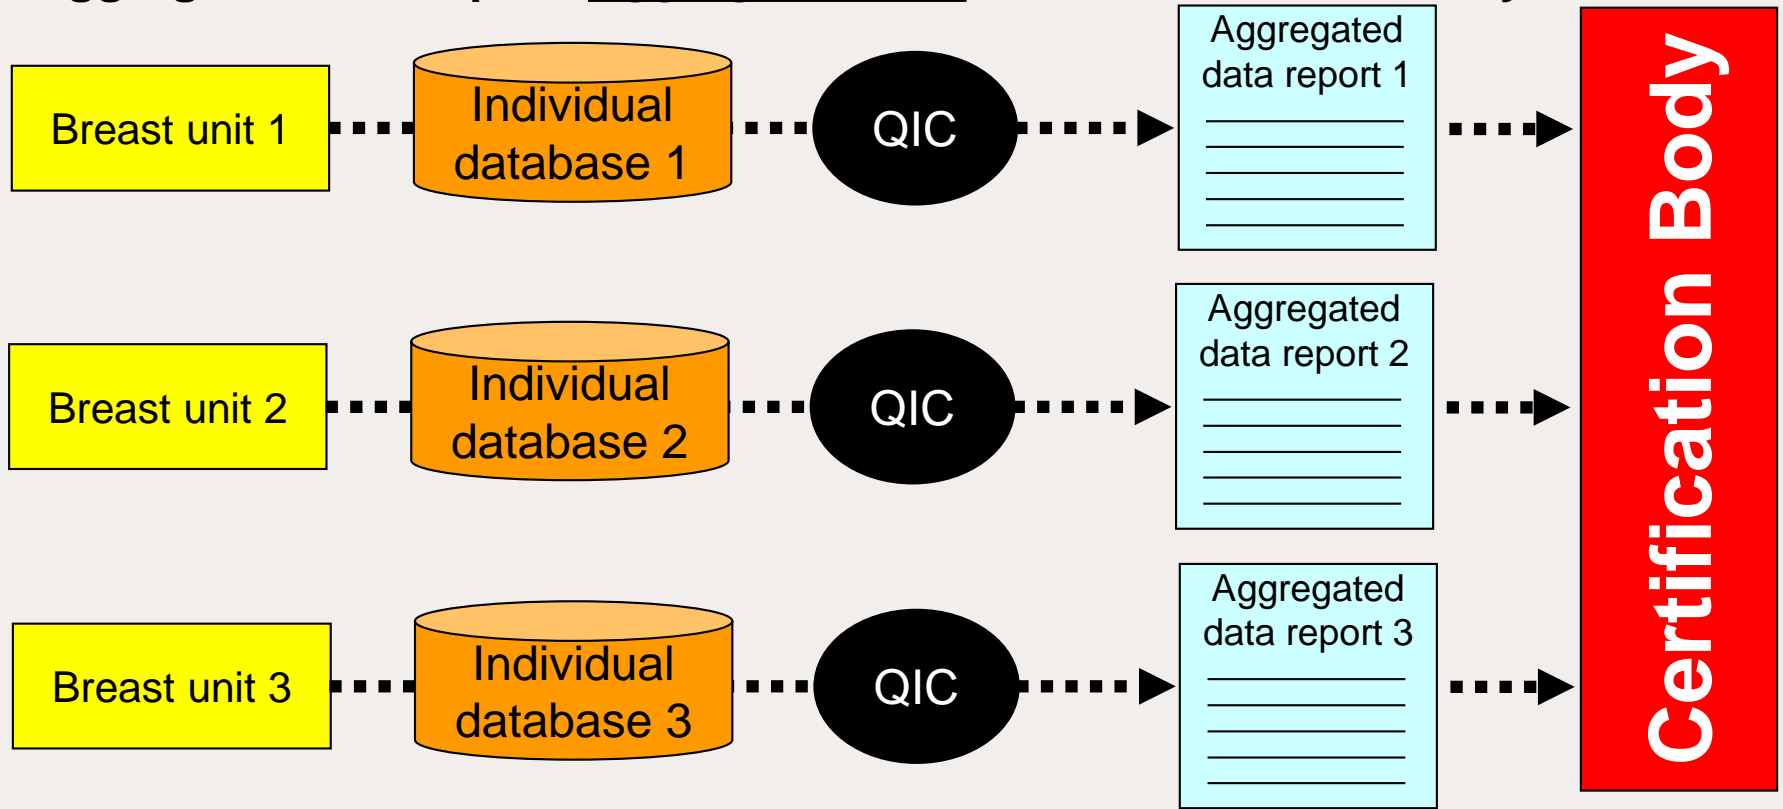 Breast unit 1
Individual
database 1
QIC
Aggregated
data report 1
Breast unit 2
Individual
database 2
QIC
Aggregated
data report 2
Breast unit 3
Individual
database 3
QIC
Aggregated
data report 3
Certification Body